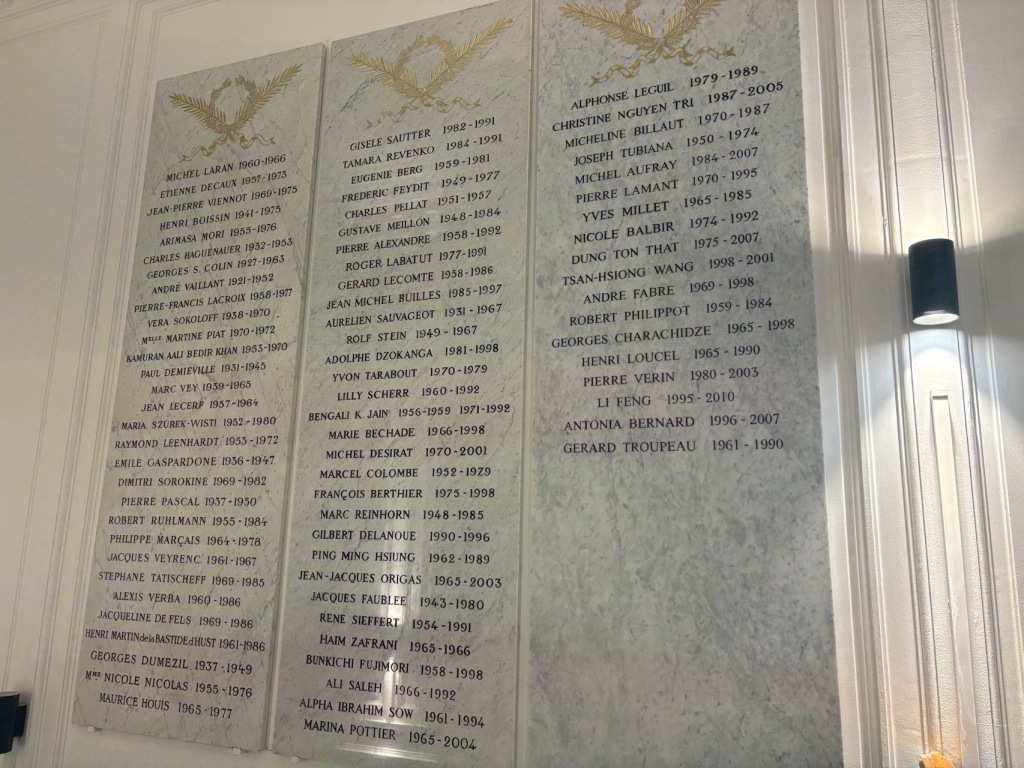 MICHEL LARAN 1960-1966
ETIENNE DECAUX 1957-1973
JEAN-PIERRE VIENNOT 1969-1975
HENRI BOISSIN 1941-1975
ARIMASA MORI 1955-1976
CHARLES HAGUENAUER 1932-1953
GEORGES S. COLIN 1927-1963
ANDRÉ VAILLANT 1921-1952
PIERRE-FRANCIS LACROIX 1958-1977
VERA SOKOLOFF 1938-1970
MELLE MARTINE PIAT 1970-1972
KAMURAN AALI BEDIR KHAN 1953-1970
PAUL DEMIEVILLE 1931-1945
MARC VEY 1939-1965
JEAN LECERF 1957-1964
MARIA SZUREK-WISTI 1952-1980
RAYMOND LEENHARDT 1953-1972
EMILE GASPARDONE 1936-1947
DIMITRI SOROKINE 1969-1982
PIERRE PASCAL 1937-1950
ROBERT RUHLMANN 1955-1984
PHILIPPE MARÇAIS 1964-1978
JACQUES VEYRENC 1961-1967
STEPHANE TATISCHEFF 1969-1985
ALEXIS VERBA 1960-1986
JACQUELINE DE FELS 1969-1986
HENRI MARTIN de la BASTIDE d'HUST 1961-1986
GEORGES DUMEZIL 1937-1949
MME NICOLE NICOLAS 1955-1976
MAURICE HOUIS 1965-1977
GISELE SAUTTER 1982-1991
TAMARA REVENKO 1984-1991
EUGENIE BERG 1959-1981
FREDERIC FEYDIT 1949-1977
CHARLES PELLAT 1951-1957
GUSTAVE MEILLON 1948-1984
PIERRE ALEXANDRE 1958-1992
ROGER LABATUT 1977-1991
GERARD LECOMTE 1958-1986
JEAN MICHEL BUILLES 1985-1997
AURELIEN SAUVAGEOT 1931-1967
ROLF STEIN 1949-1967
ADOLPHE DZOKANGA 1981-1998
YVON TARABOUT 1970-1979
LILLY SCHERR 1960-1992
BENGALI K. JAIN 1956-1959 1971-1992
MARIE BECHADE 1966-1998
MICHEL DESIRAT 1970-2001
MARCEL COLOMBE 1952-1979
FRANÇOIS BERTHIER 1975-1998
MARC REINHORN 1948-1985
GILBERT DELANOUE 1990-1996
PING MING HSIUNG 1962-1989
JEAN-JACQUES ORIGAS 1965-2003
JACQUES FAUBLEE 1943-1980
RENE SIEFFERT 1954-1991
HAIM ZAFRANI 1965-1966
BUNKICHI FUJIMORI 1958-1998
ALI SALEH 1966-1992
ALPHA IBRAHIM SOW 1961-1994
MARINA POTTIER 1965-2004
ALPHONSE LEGUIL 1979-1989
CHRISTINE NGUYEN TRI 1987-2005
MICHELINE BILLAUT 1970-1987
JOSEPH TUBIANA 1950-1974
MICHEL AUFRAY 1984-2007
PIERRE LAMANT 1970-1995
YVES MILLET 1965-1985
NICOLE BALBIR 1974-1992
DUNG TON THAT 1975-2007
TSAN-HSIONG WANG 1998-2001
ANDRE FABRE 1969-1998
ROBERT PHILIPPOT 1959-1984
GEORGES CHARACHIDZE 1965-1998
HENRI LOUCEL 1965-1990
PIERRE VERIN 1980-2003
LI FENG 1995-2010
ANTONIA BERNARD 1996-2007
GERARD TROUPEAU 1961-1990